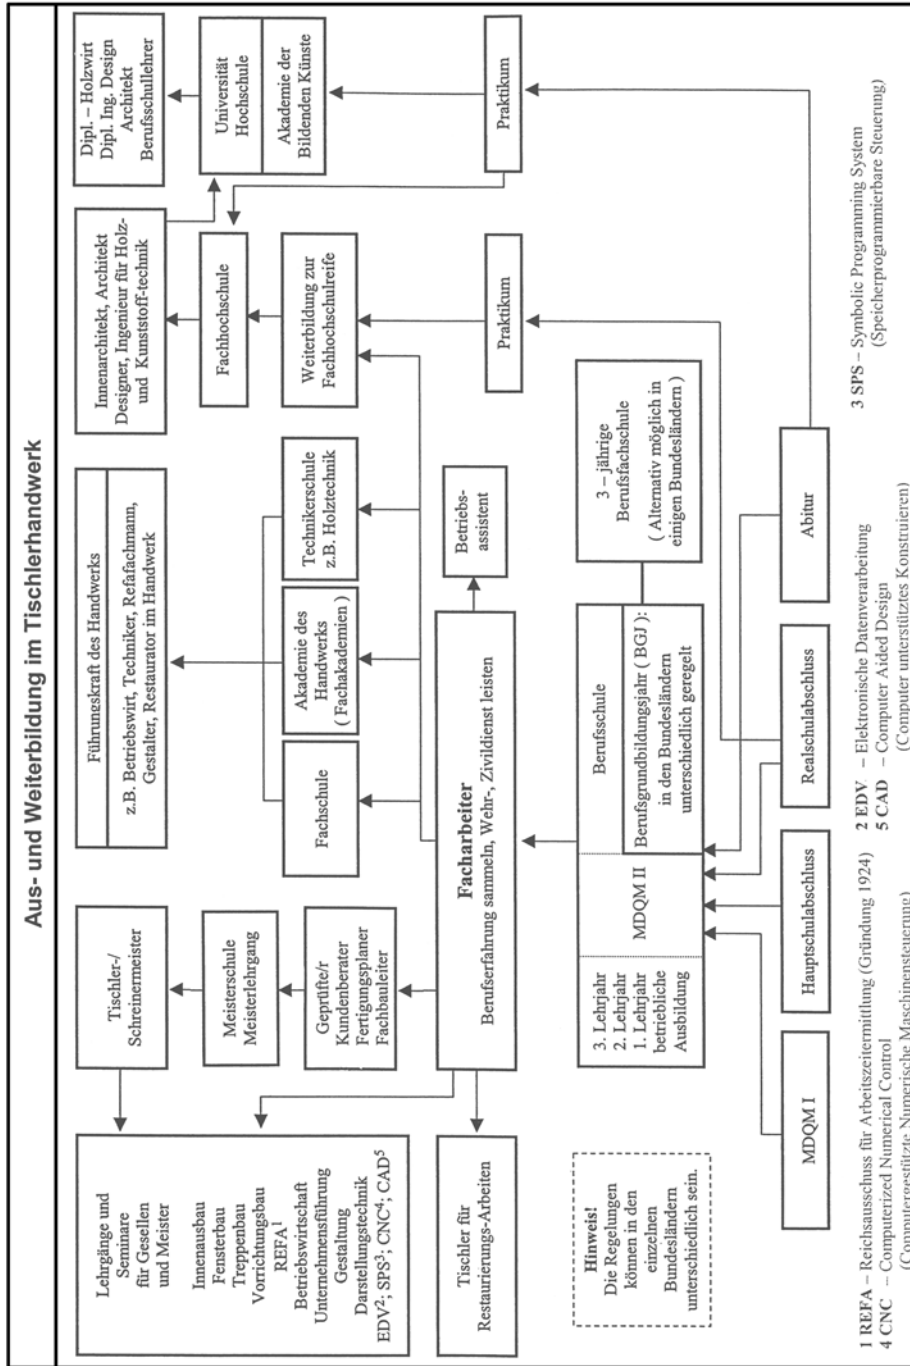 Aus- und Weiterbildung im Tischlerhandwerk
Lehrgänge und
Seminare
für Gesellen
und Meister
Innenausbau
Fensterbau
Treppenbau
Vorrichtungsbau
REFA¹
Betriebswirtschaft
Unternehmensführung
Gestaltung
Darstellungstechnik
EDV²; SPS³; CNC⁴; CAD⁵
Tischler-/
Schreinermeister
Führungskraft des Handwerks
z.B. Betriebswirt, Techniker, Refafachmann,
Gestalter, Restaurator im Handwerk
Innenarchitekt, Architekt
Designer, Ingenieur für Holz-
und Kunststoff-technik
Dipl. – Holzwirt
Dipl. Ing. Design
Architekt
Berufsschullehrer
Meisterschule
Meisterlehrgang
Fachhochschule
Universität
Hochschule
Akademie der
Bildenden Künste
Geprüfte/r
Kundenberater
Fertigungsplaner
Fachbauleiter
Fachschule
Akademie des
Handwerks
( Fachakademien )
Technikerschule
z.B. Holztechnik
Weiterbildung zur
Fachhochschulreife
Tischler für
Restaurierungs-Arbeiten
Facharbeiter
Berufserfahrung sammeln, Wehr-, Zivildienst leisten
Betriebs-
assistent
Praktikum
Praktikum
Hinweis!
Die Regelungen
können in den
einzehen
Bundesländern
unterschiedlich sein.
3. Lehrjahr
2. Lehrjahr
1. Lehrjahr
betriebliche
Ausbildung
MDQM II
Berufsschule
Berufsgrundbildungsjahr ( BGJ ):
in den Bundesländern
unterschiedlich geregelt
3 – jährige
Berufsfachschule
( Alternativ möglich in
einigen Bundesländern )
MDQM I
Hauptschulabschluss
Realschulabschluss
Abitur
1 REFA – Reichsausschuss für Arbeitszeitermittlung (Gründung 1924)
4 CNC – Computerized Numerical Control
(Computergestützte Numerische Maschinensteuerung)
2 EDV – Elektronische Datenverarbeitung
5 CAD – Computer Aided Design
(Computer unterstütztes Konstruieren)
3 SPS – Symbolic Programming System
(Speicherprogrammierbare Steuerung)